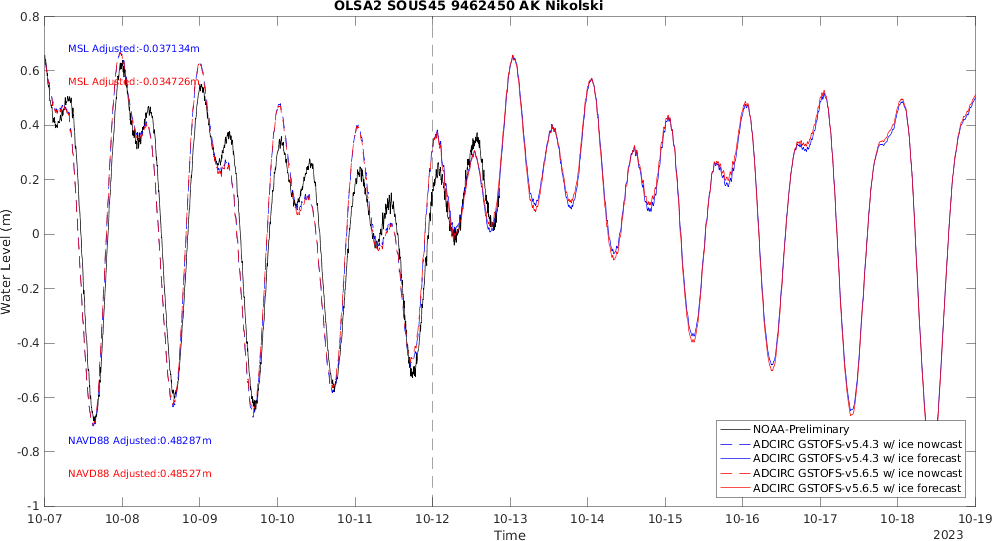 OLSA2 SOUS45 9462450 AK Nikolski
0.8
0.6
0.4
0.2
0
-0.2
-0.4
-0.6
-0.8
-1
Water Level (m)
MSL Adjusted:-0.037134m
MSL Adjusted:-0.034726m
NAVD88 Adjusted:0.48287m
NAVD88 Adjusted:0.48527m
NOAA-Preliminary
ADCIRC GSTOFS-v5.4.3 w/ ice nowcast
ADCIRC GSTOFS-v5.4.3 w/ ice forecast
ADCIRC GSTOFS-v5.6.5 w/ ice nowcast
ADCIRC GSTOFS-v5.6.5 w/ ice forecast
10-07 10-08 10-09 10-10 10-11 10-12 10-13 10-14 10-15 10-16 10-17 10-18 10-19
Time
2023